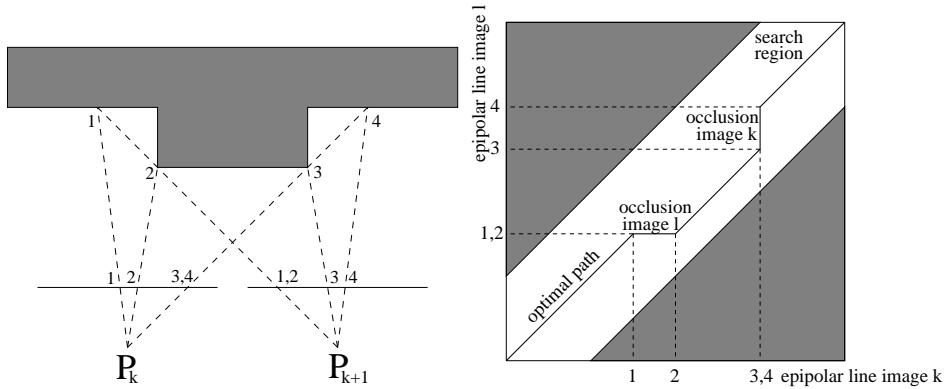 1
2
3
4
1 2 3,4
1,2 3 4
P_k
P_{k+1}
epipolar line image l
4
3
1,2
search
region
occlusion
image k
occlusion
image l
optimal path
1 2 3,4 epipolar line image k